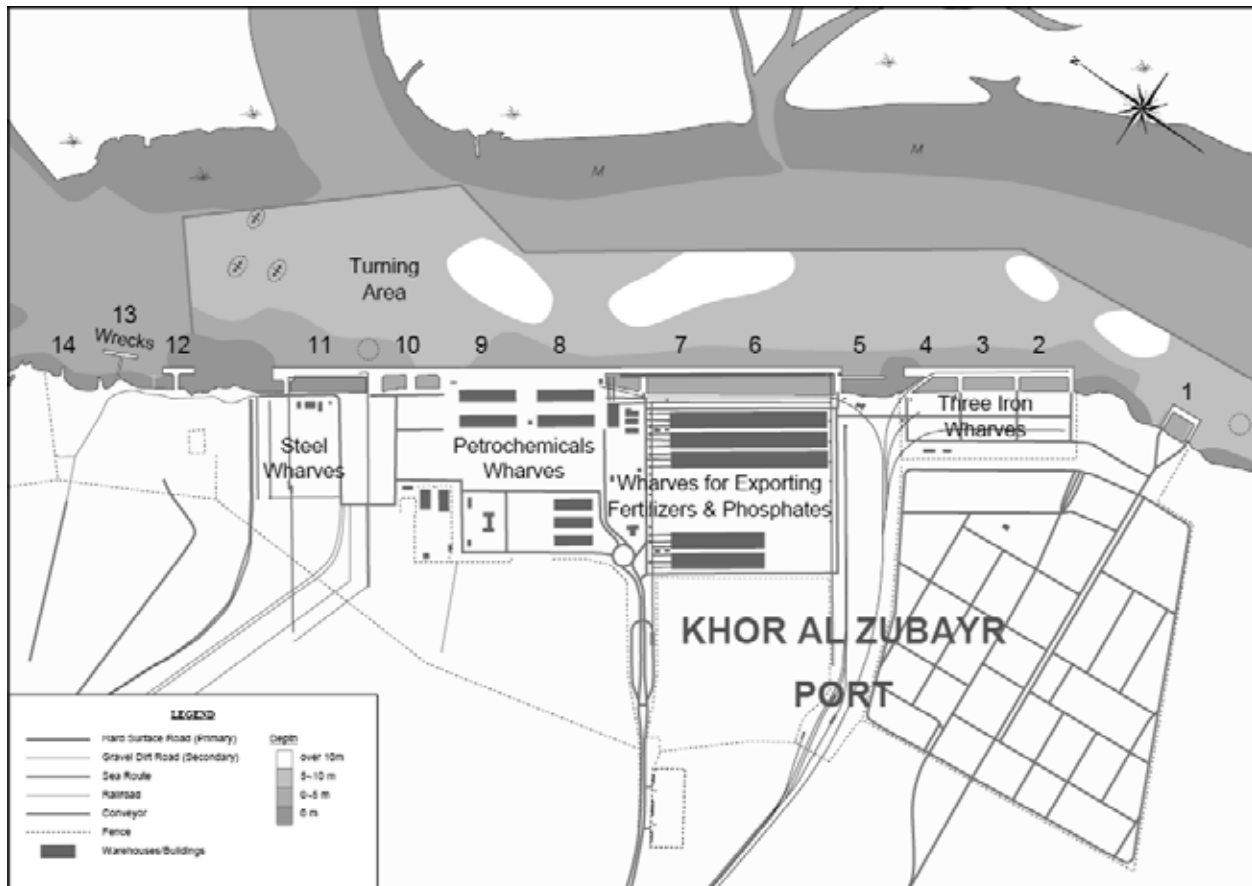 N
M
M
Turning
Area
13
Wrecks
14
12
11
10
9
8
7
6
5
4
3
2
1
Steel
Wharves
Petrochemicals
Wharves
Wharves for Exporting
Fertilizers & Phosphates
Three Iron
Wharves
KHOR AL ZUBAYR
PORT
LEGEND
Hard Surface Road (Primary)
Gravel Dirt Road (Secondary)
Sea Route
Railroad
Conveyor
Fence
Warehouses/Buildings
Depth
over 10m
5~10 m
0~5 m
0 m